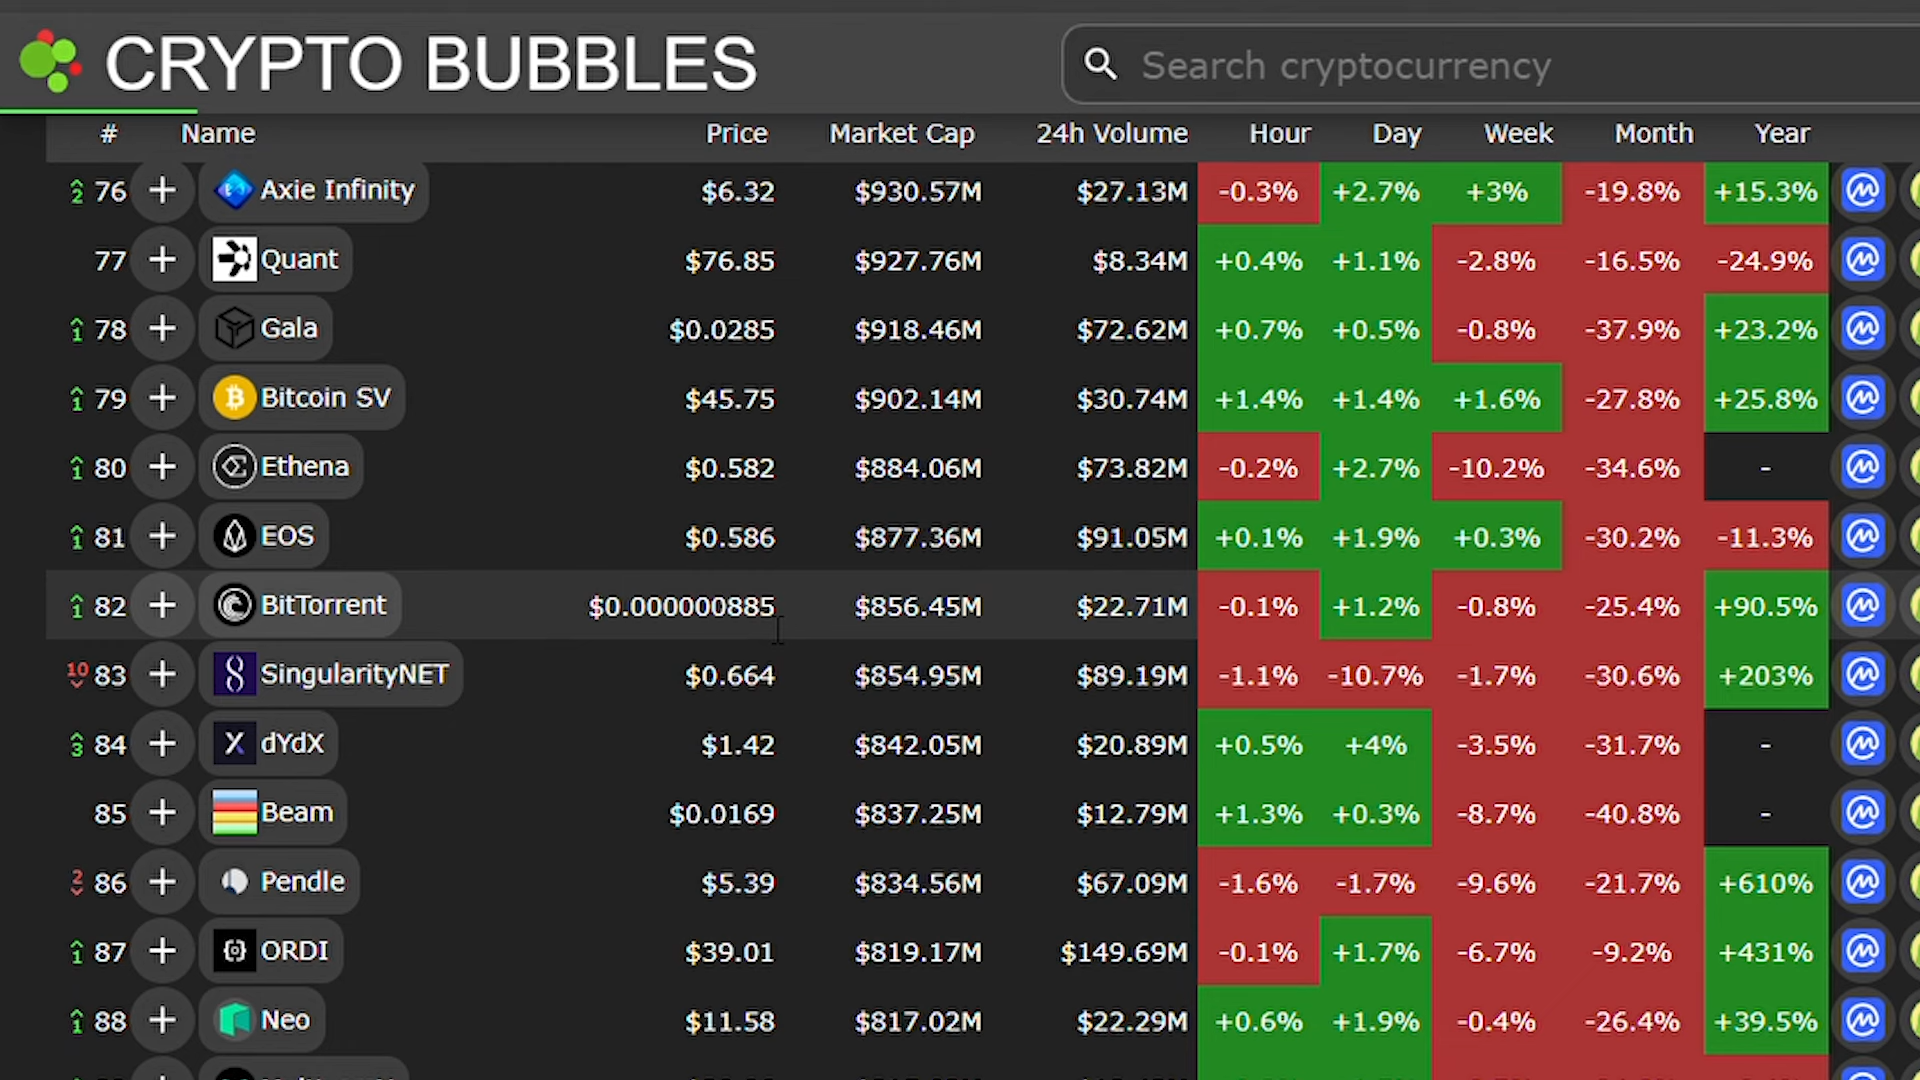 CRYPTO BUBBLES Search cryptocurrency
# Name Price Market Cap 24h Volume Hour Day Week Month Year
2 76 + Axie Infinity $6.32 $930.57M $27.13M -0.3% +2.7% +3% -19.8% +15.3%
77 + Quant $76.85 $927.76M $8.34M +0.4% +1.1% -2.8% -16.5% -24.9%
1 78 + Gala $0.0285 $918.46M $72.62M +0.7% +0.5% -0.8% -37.9% +23.2%
1 79 + Bitcoin SV $45.75 $902.14M $30.74M +1.4% +1.4% +1.6% -27.8% +25.8%
1 80 + Ethena $0.582 $884.06M $73.82M -0.2% +2.7% -10.2% -34.6% -
1 81 + EOS $0.586 $877.36M $91.05M +0.1% +1.9% +0.3% -30.2% -11.3%
1 82 + BitTorrent $0.000000885 $856.45M $22.71M -0.1% +1.2% -0.8% -25.4% +90.5%
10 83 + SingularityNET $0.664 $854.95M $89.19M -1.1% -10.7% -1.7% -30.6% +203%
3 84 + dYdX $1.42 $842.05M $20.89M +0.5% +4% -3.5% -31.7% -
85 + Beam $0.0169 $837.25M $12.79M +1.3% +0.3% -8.7% -40.8% -
2 86 + Pendle $5.39 $834.56M $67.09M -1.6% -1.7% -9.6% -21.7% +610%
1 87 + ORDI $39.01 $819.17M $149.69M -0.1% +1.7% -6.7% -9.2% +431%
1 88 + Neo $11.58 $817.02M $22.29M +0.6% +1.9% -0.4% -26.4% +39.5%